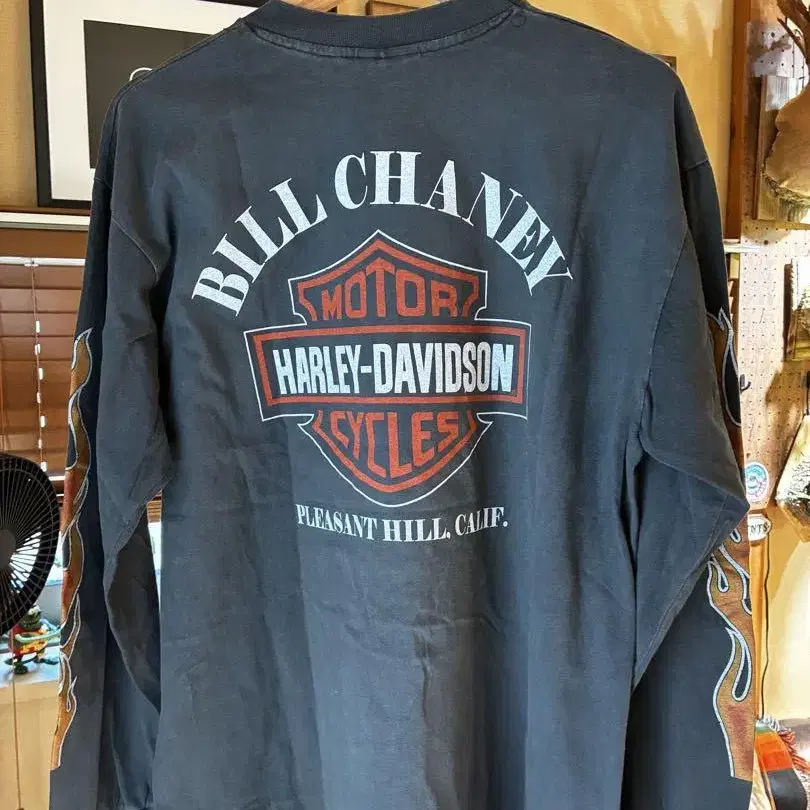 BILL CHANEY
MOTOR
HARLEY-DAVIDSON
CYCLES
PLEASANT HILL, CALIF.